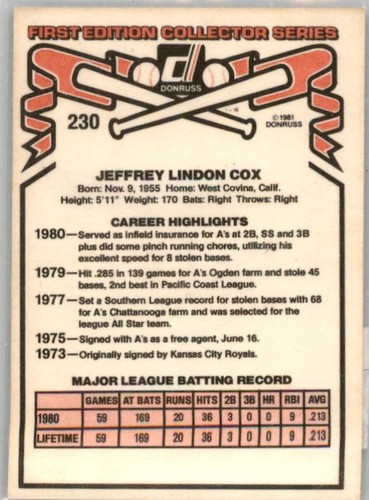 FIRST EDITION COLLECTOR SERIES
d
DONRUSS
230
©1981
DONRUSS
JEFFREY LINDON COX
Born: Nov. 9, 1955 Home: West Covina, Calif.
Height: 5'11" Weight: 170 Bats: Right Throws: Right
CAREER HIGHLIGHTS
1980—Served as infield insurance for A's at 2B, SS and 3B
plus did some pinch running chores, utilizing his
excellent speed for 8 stolen bases.
1979—Hit .285 in 139 games for A's Ogden farm and stole 45
bases, 2nd best in Pacific Coast League.
1977—Set a Southern League record for stolen bases with 68
for A's Chattanooga farm and was selected for the
league All Star team.
1975—Signed with A's as a free agent, June 16.
1973—Originally signed by Kansas City Royals.
MAJOR LEAGUE BATTING RECORD
GAMES AT BATS RUNS HITS 2B 3B HR RBI AVG
1980 59 169 20 36 3 0 0 9 .213
LIFETIME 59 169 20 36 3 0 0 9 .213